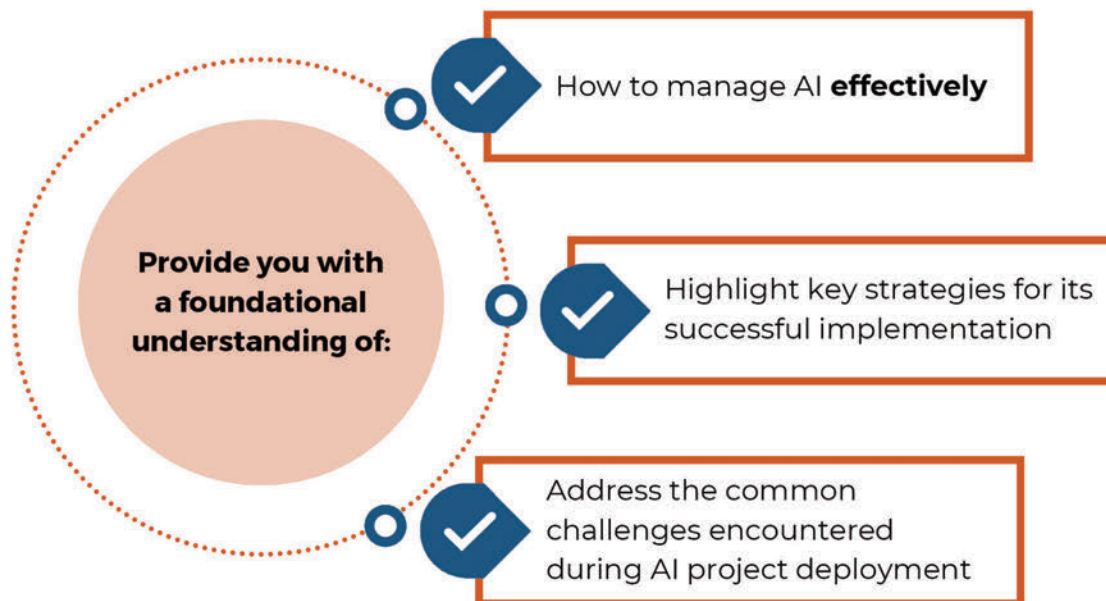 Provide you with
a foundational
understanding of:
How to manage AI effectively
Highlight key strategies for its
successful implementation
Address the common
challenges encountered
during AI project deployment